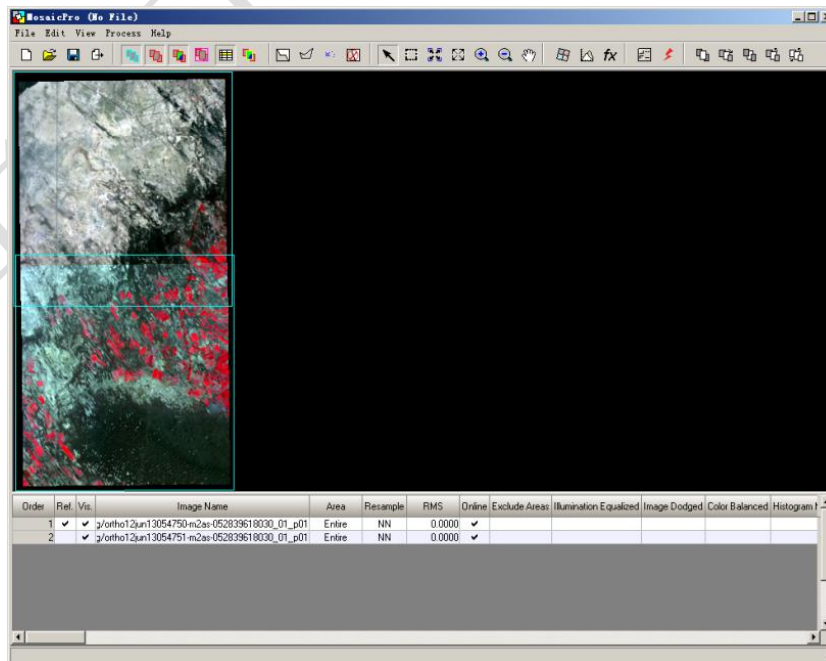 MosaicPro (No File)
File Edit View Process Help
fx
Order Ref. Vis. Image Name Area Resample RMS Online Exclude Areas Illumination Equalized Image Dodged Color Balanced Histogram
1 g/ortho12jun13054750-m2as-052839618030_01_p01 Entire NN 0.0000
2 g/ortho12jun13054751-m2as-052839618030_01_p01 Entire NN 0.0000